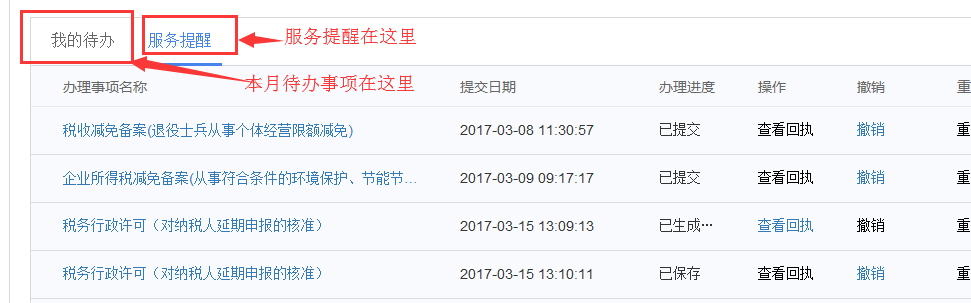 我的待办 服务提醒 服务提醒在这里
本月待办事项在这里
办理事项名称 提交日期 办理进度 操作 撤销 重
税收减免备案(退役士兵从事个体经营限额减免) 2017-03-08 11:30:57 已提交 查看回执 撤销 重
企业所得税减免备案(从事符合条件的环境保护、节能节… 2017-03-09 09:17:17 已提交 查看回执 撤销 重
税务行政许可（对纳税人延期申报的核准） 2017-03-15 13:09:13 已生成… 查看回执 撤销 重
税务行政许可（对纳税人延期申报的核准） 2017-03-15 13:10:11 已保存 查看回执 撤销 重